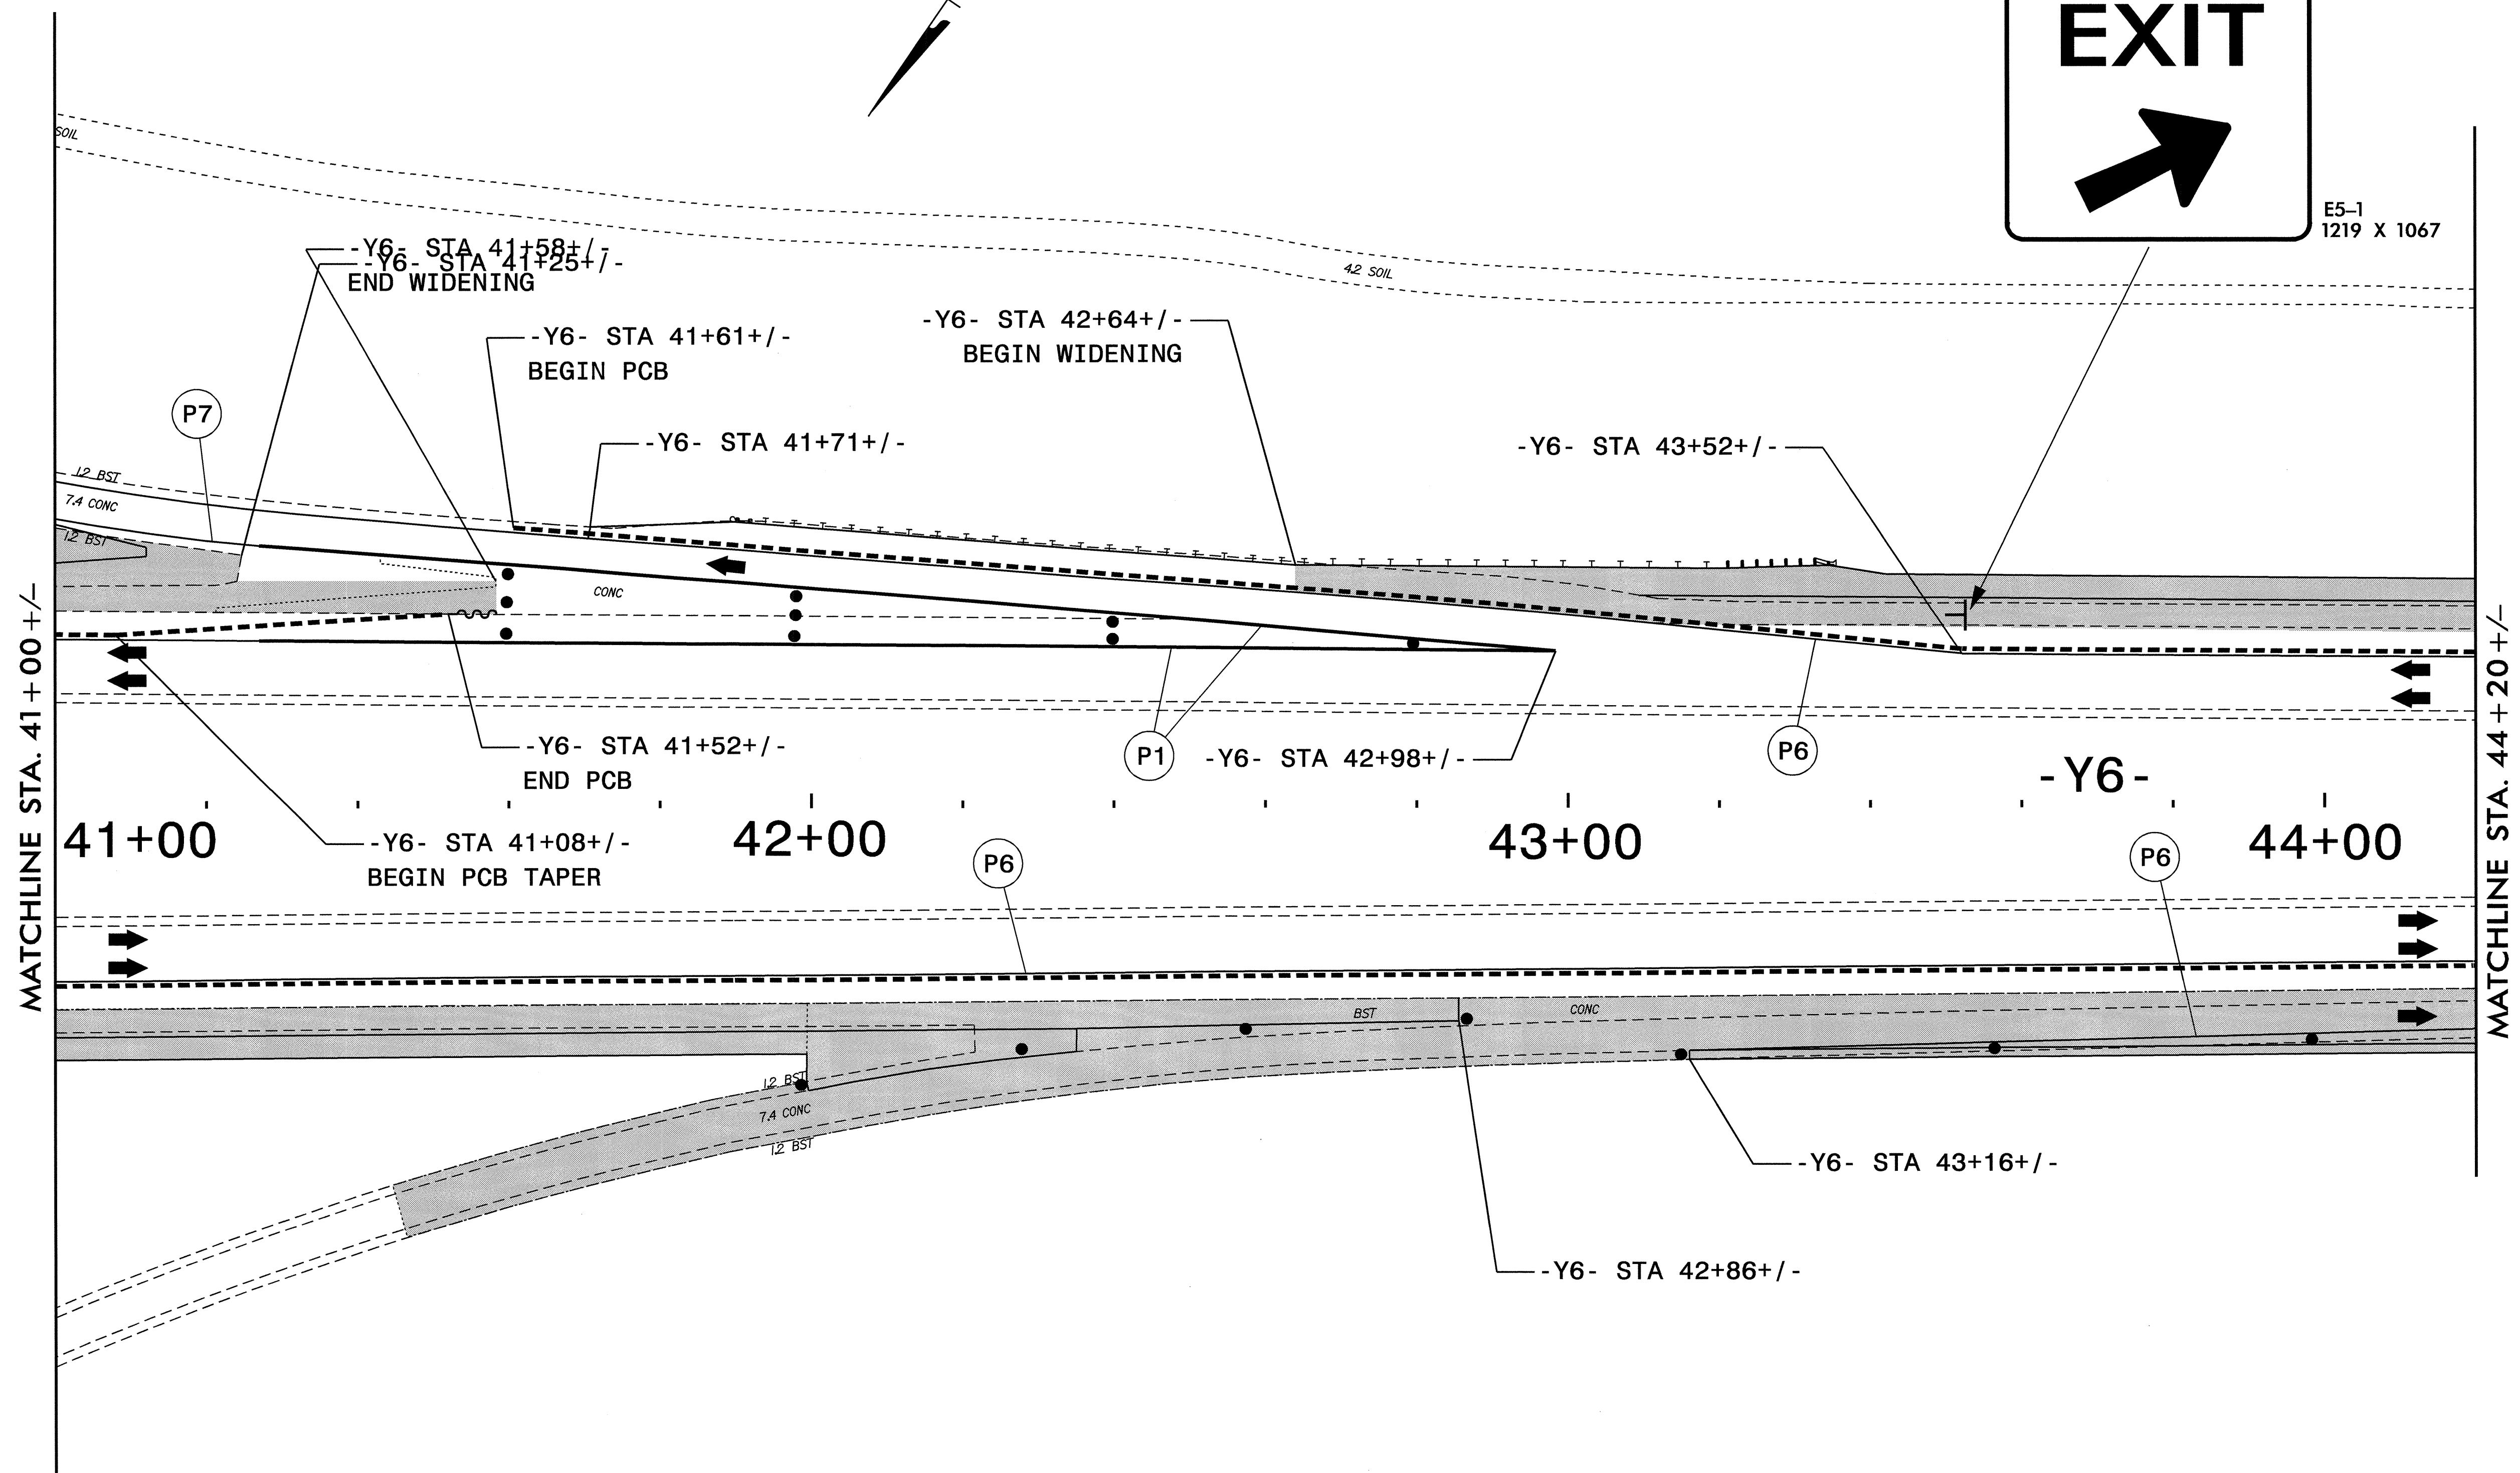 EXIT
E5-1
1219 X 1067
SOIL
4.2 SOIL
-Y6- STA 41+58+/-
-Y6- STA 41+25+/-
END WIDENING
-Y6- STA 41+61+/-
BEGIN PCB
-Y6- STA 42+64+/-
BEGIN WIDENING
-Y6- STA 41+71+/-
-Y6- STA 43+52+/-
P7
1.2 BST
7.4 CONC
1.2 BST
CONC
MATCHLINE STA. 41+00+/-
MATCHLINE STA. 44+20+/-
-Y6- STA 41+52+/-
END PCB
P1
-Y6- STA 42+98+/-
P6
-Y6-
41+00
42+00
43+00
44+00
-Y6- STA 41+08+/-
BEGIN PCB TAPER
P6
P6
BST
CONC
1.2 BST
7.4 CONC
1.2 BST
-Y6- STA 43+16+/-
-Y6- STA 42+86+/-